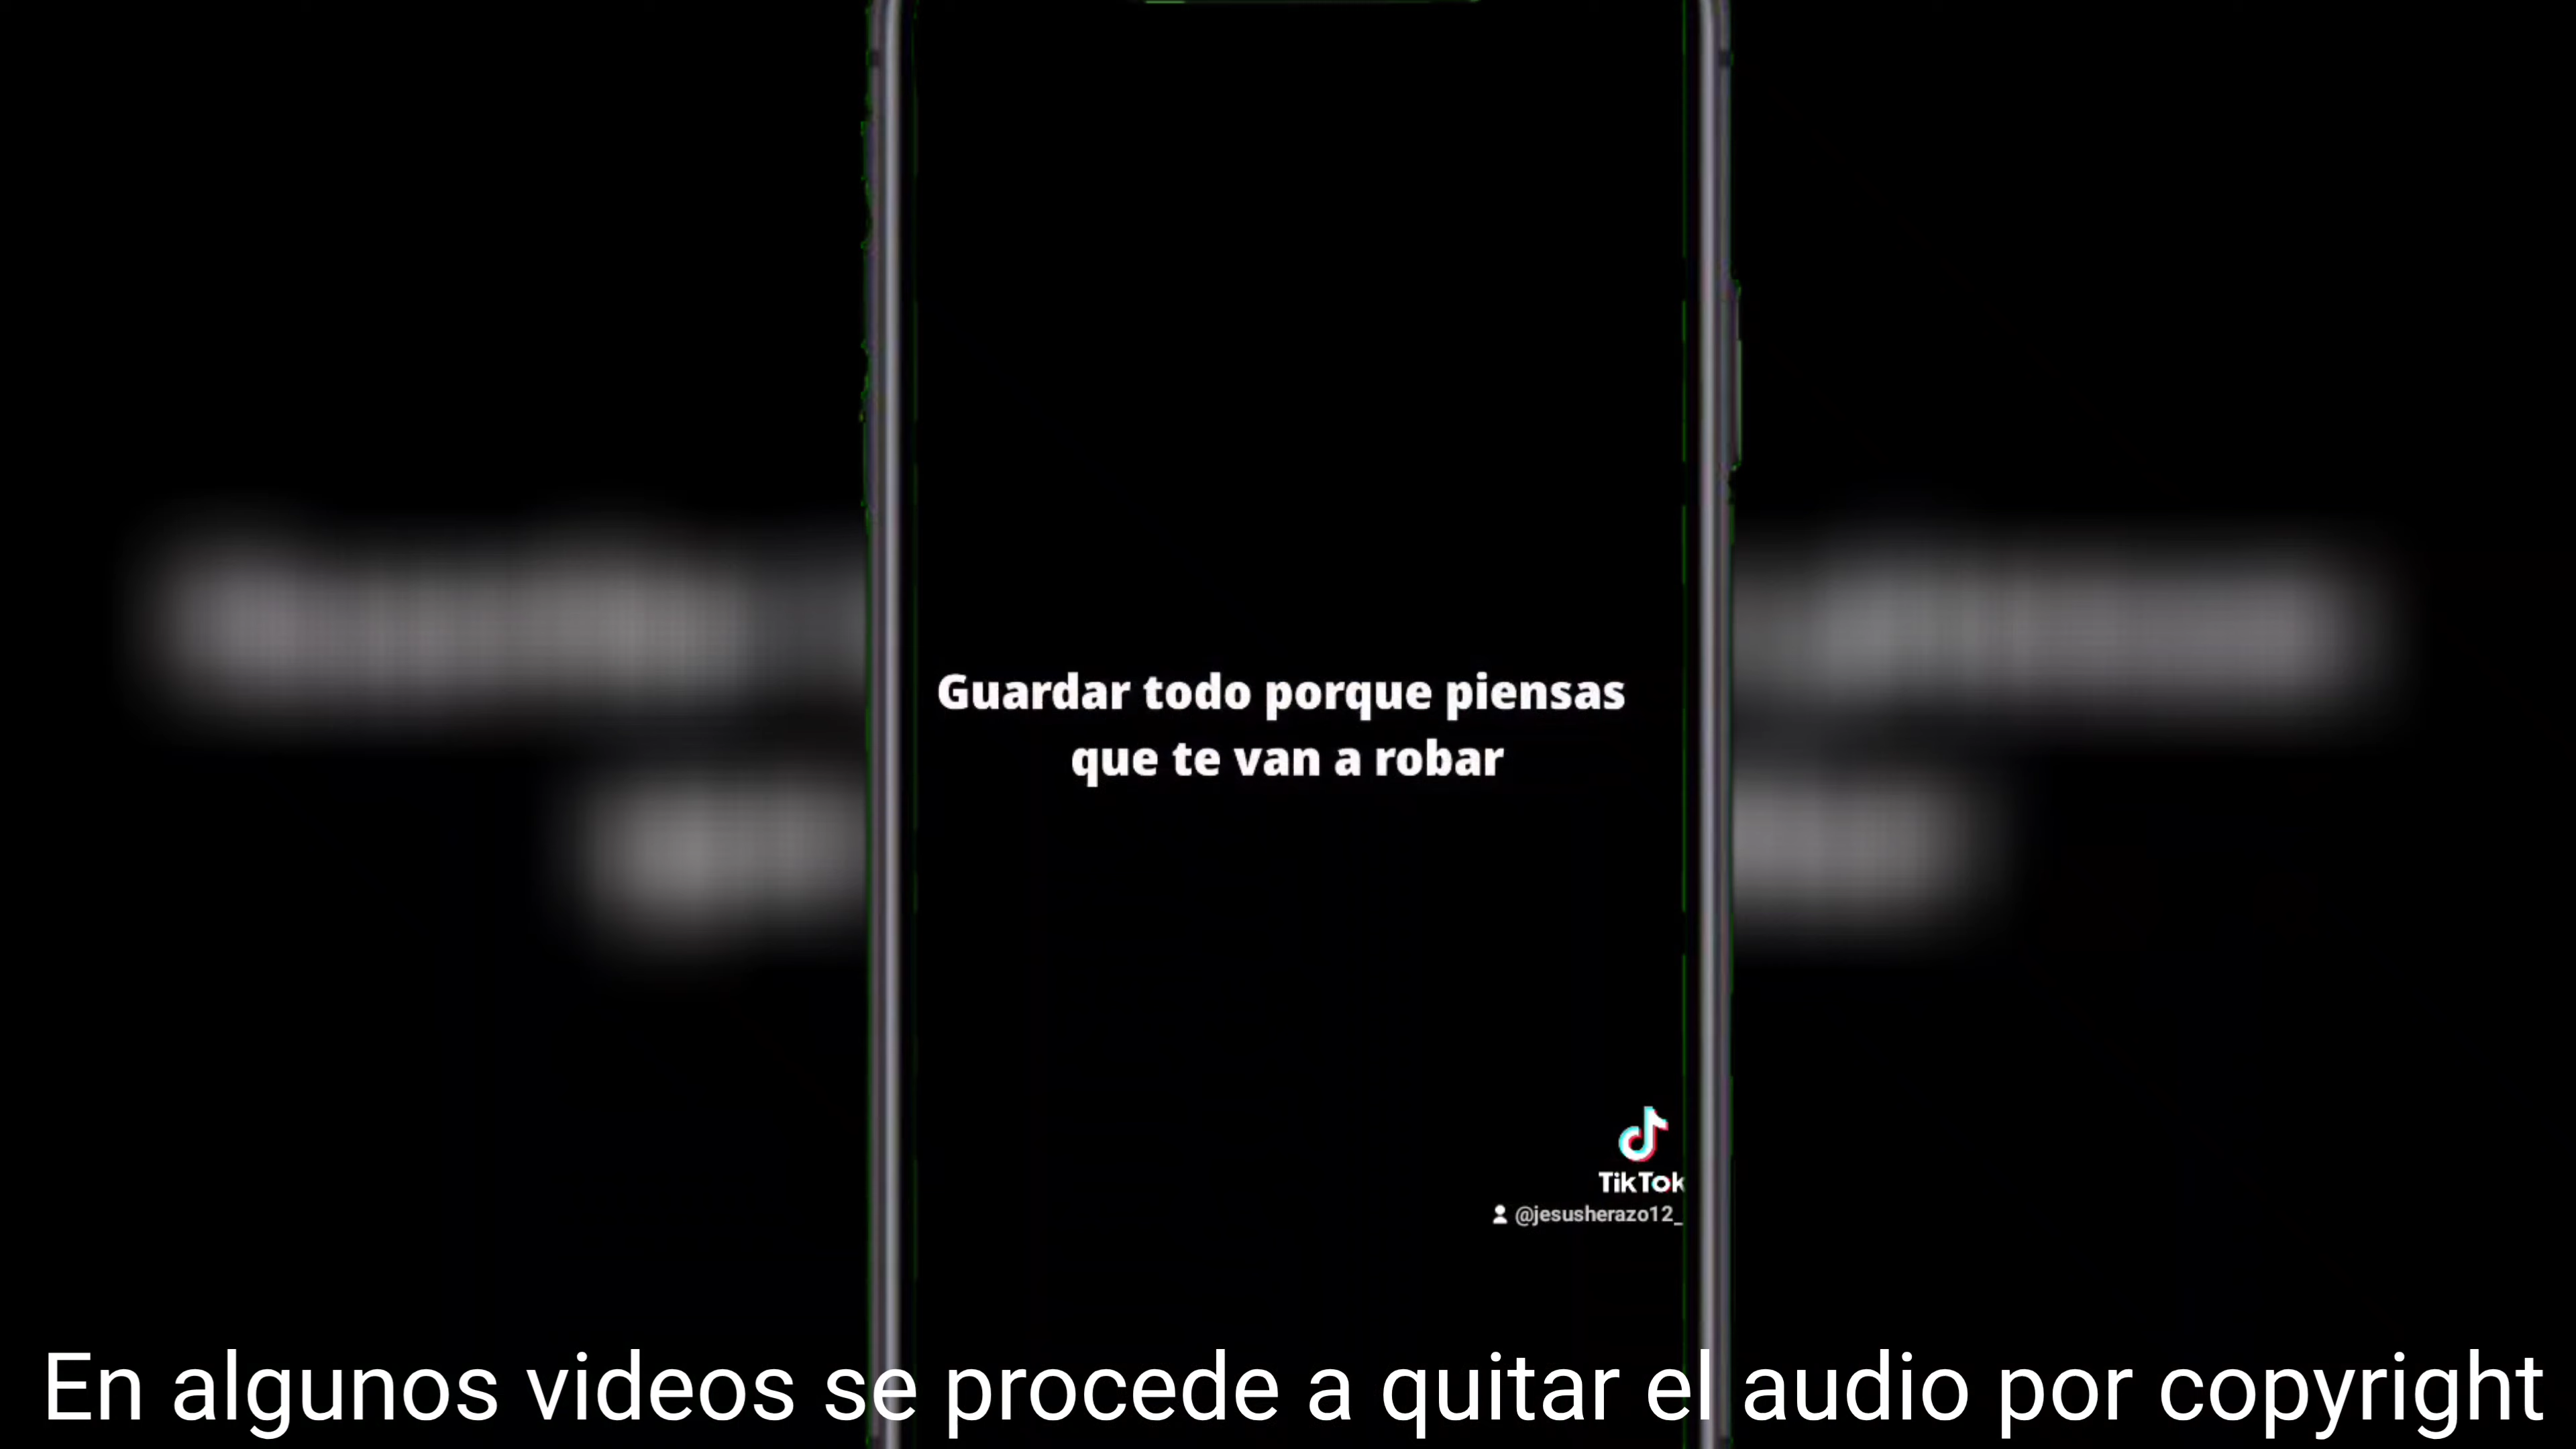 Guardar todo porque piensas
que te van a robar
TikTok
@jesusherazo12_
En algunos videos se procede a quitar el audio por copyright